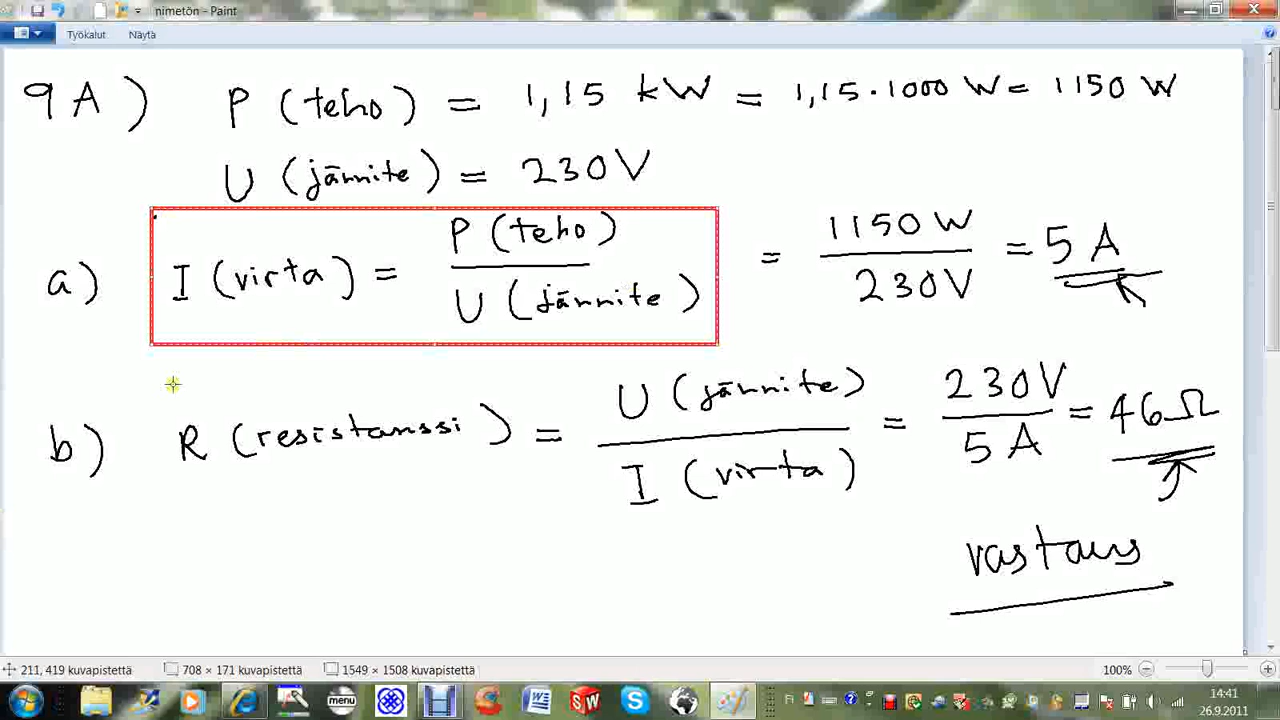 nimetön - Paint
Työkalut Näytä
9A) P (teho) = 1,15 kW = 1,15·1000 W = 1150 W
U (jännite) = 230V
a) I (virta) = P (teho) / U (jännite) = 1150 W / 230V = 5 A
b) R (resistanssi) = U (jännite) / I (virta) = 230V / 5 A = 46 Ω
vastaus
211, 419 kuvapistettä 708 × 171 kuvapistettä 1549 × 1508 kuvapistettä 100%
menu 14:41
26.9.2011